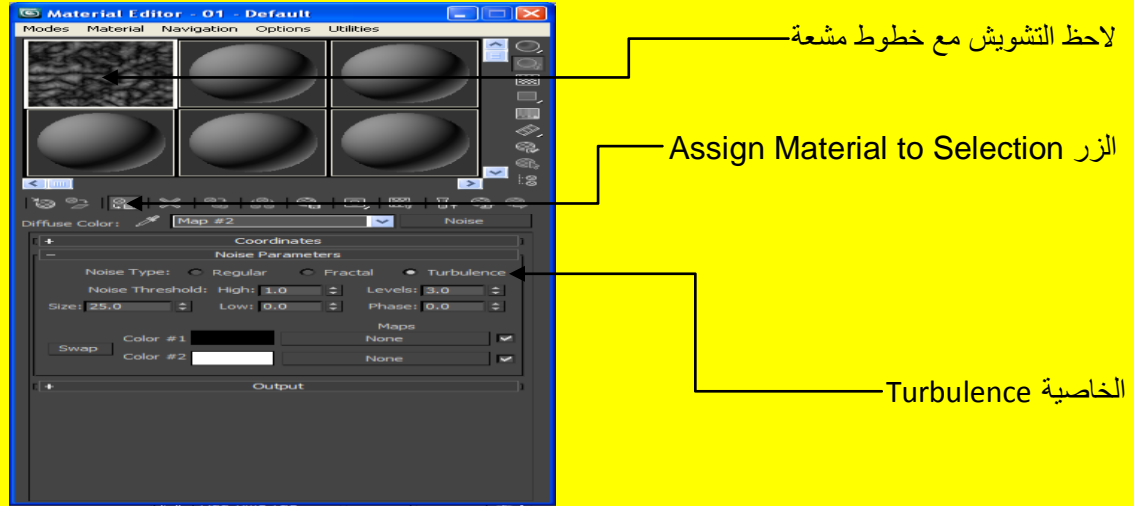 Material Editor - 01 - Default
Modes Material Navigation Options Utilities
لاحظ التشويش مع خطوط مشعة
الزر Assign Material to Selection
Diffuse Color: Map #2 Noise
+ Coordinates
- Noise Parameters
Noise Type: Regular Fractal Turbulence
Noise Threshold: High: 1.0 Levels: 3.0
Size: 25.0 Low: 0.0 Phase: 0.0
Maps
Color #1 None
Swap
Color #2 None
+ Output
الخاصية Turbulence